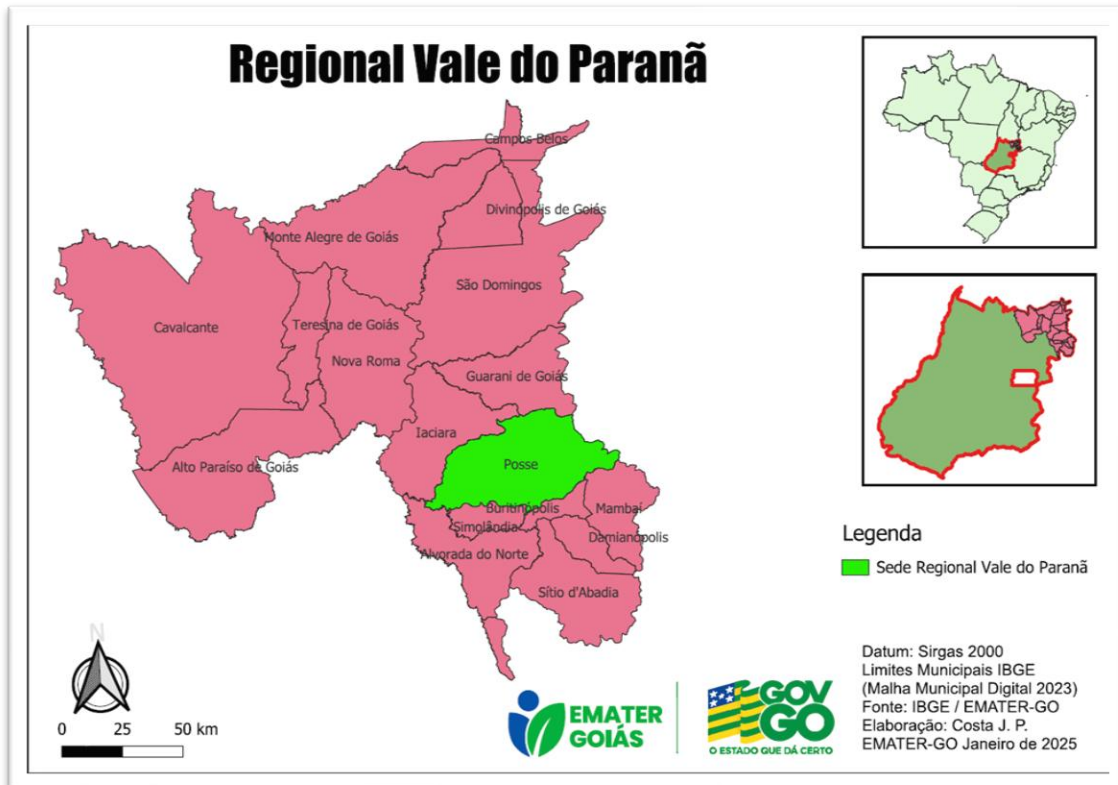 Regional Vale do Paranã
Campos Belos
Divinópolis de Goiás
Monte Alegre de Goiás
São Domingos
Cavalcante
Teresina de Goiás
Nova Roma
Guarani de Goiás
Iaciara
Alto Paraíso de Goiás
Posse
Buritinópolis
Mambaí
Simolândia
Damianópolis
Alvorada do Norte
Sítio d'Abadia
Legenda
Sede Regional Vale do Paranã
N
0 25 50 km
EMATER
GOIÁS
GOV
GO
O ESTADO QUE DÁ CERTO
Datum: Sirgas 2000
Limites Municipais IBGE
(Malha Municipal Digital 2023)
Fonte: IBGE / EMATER-GO
Elaboração: Costa J. P.
EMATER-GO Janeiro de 2025